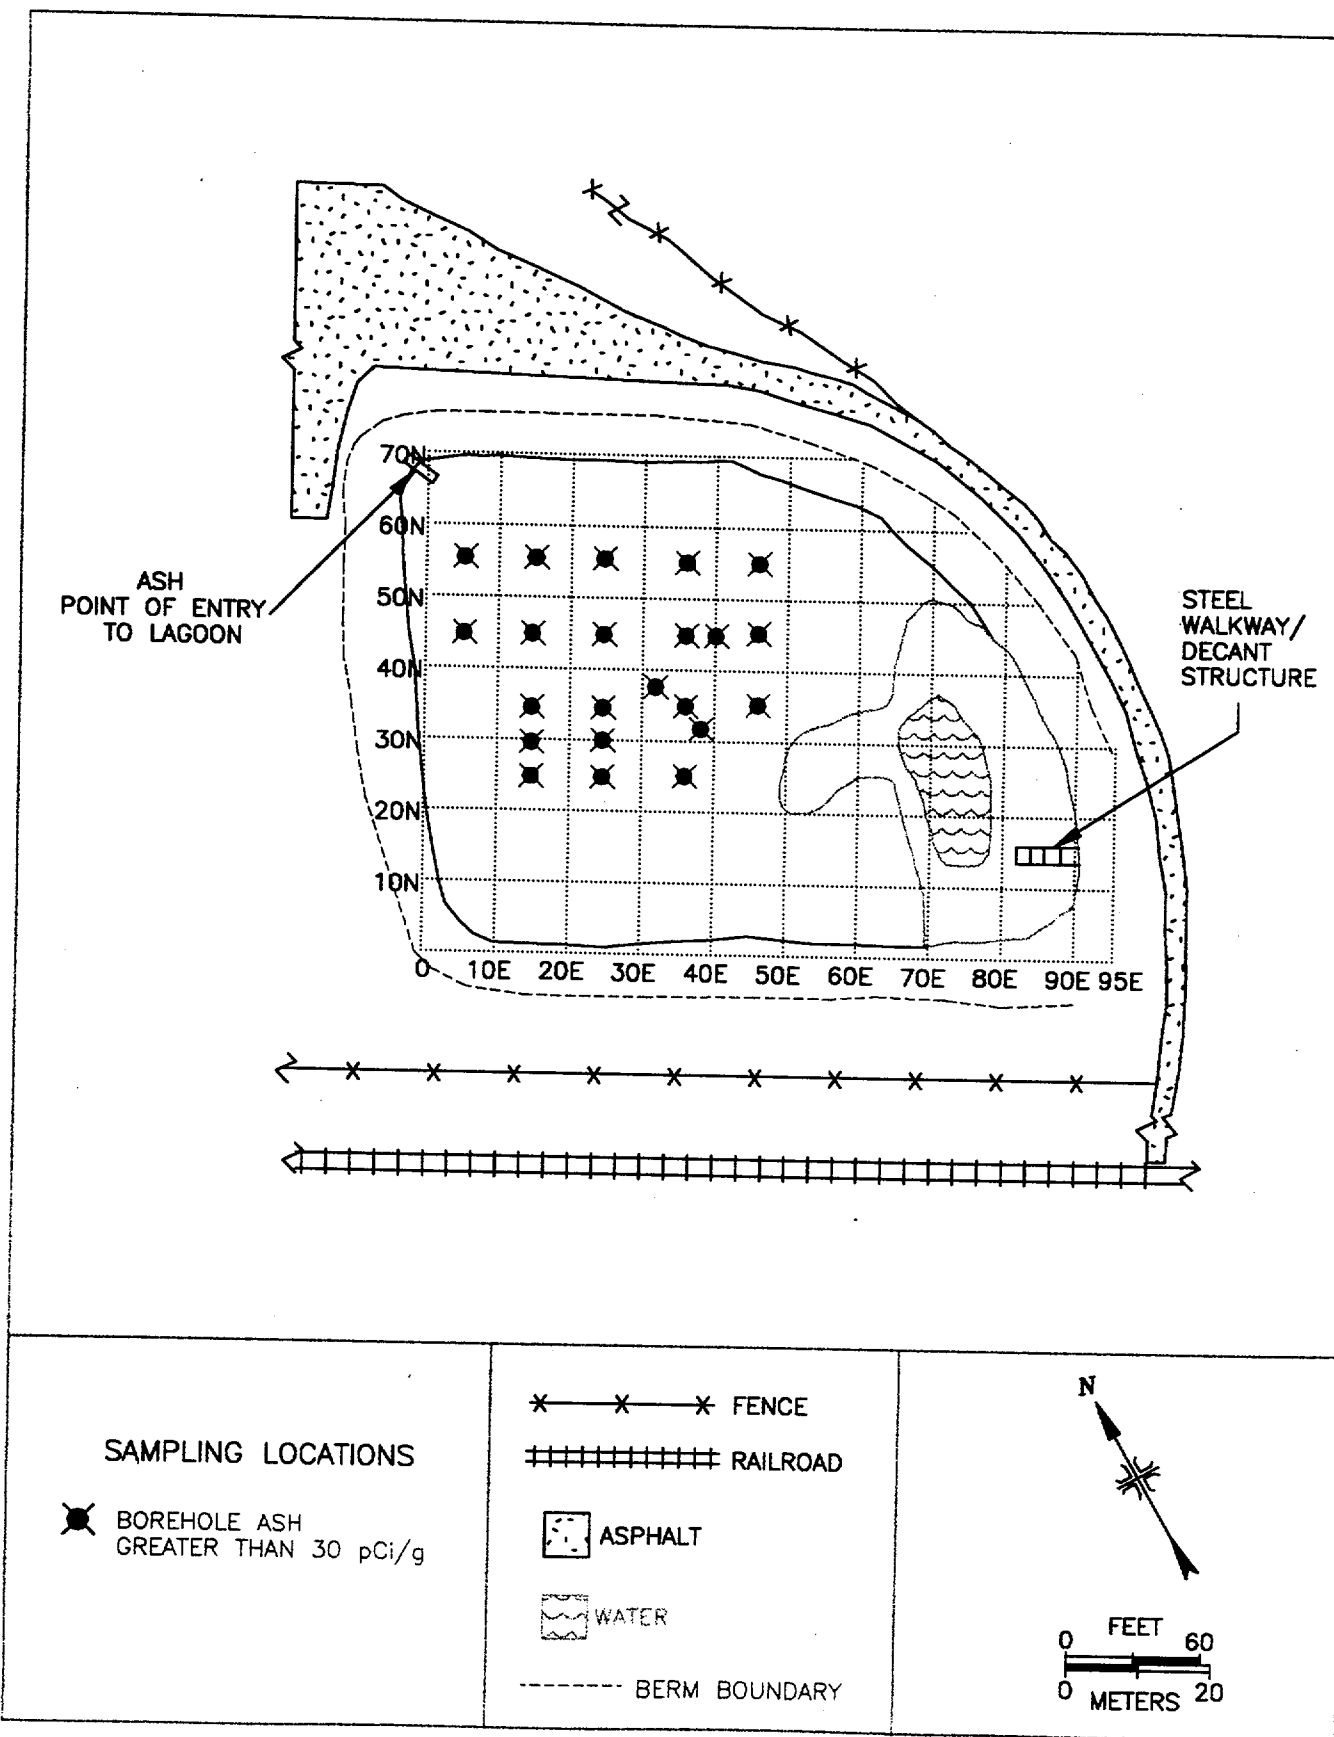 70N
60N
50N
40N
30N
20N
10N
0 10E 20E 30E 40E 50E 60E 70E 80E 90E 95E
ASH
POINT OF ENTRY
TO LAGOON
STEEL
WALKWAY/
DECANT
STRUCTURE
SAMPLING LOCATIONS
BOREHOLE ASH
GREATER THAN 30 pCi/g
FENCE
RAILROAD
ASPHALT
WATER
BERM BOUNDARY
N
FEET
0 60
0 20
METERS